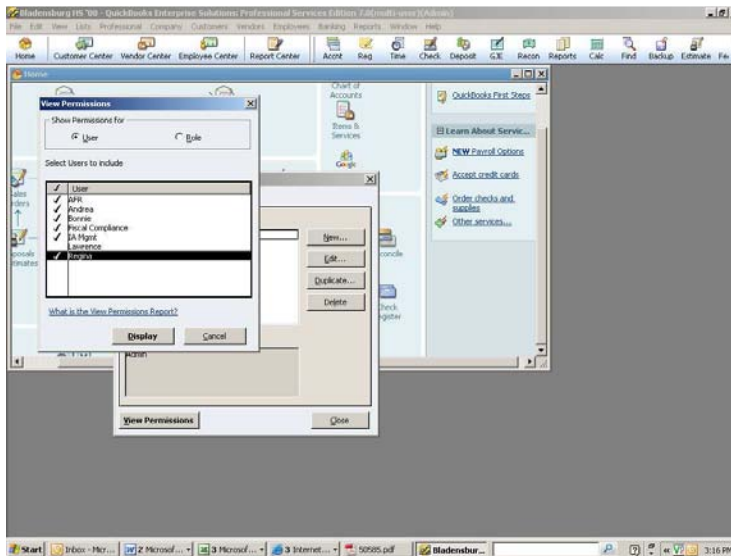 Bladensburg HS '00 - QuickBooks Enterprise Solutions: Professional Services Edition 7.0(multi-user)(Admin)
File Edit View Lists Professional Company Customers Vendors Employees Banking Reports Window Help
Home Customer Center Vendor Center Employee Center Report Center Accnt Reg Time Check Deposit GJE Recon Reports Calc Find Backup Estimate
Home
Chart of
Accounts
Items &
Services
QuickBooks First Steps
Learn About Servic...
NEW Payroll Options
Accept credit cards
Order checks and
supplies
Other services...
View Permissions
Show Permissions for
User Role
Select Users to include
User
AFR
Andrea
Bonnie
Fiscal Compliance
IA Mgmt
Lawrence
Regina
What is the View Permissions Report?
Display Cancel
New...
Edit...
Duplicate...
Delete
Admin
View Permissions Close
Start Inbox - Micr... 2 Microsof... 3 Microsof... 3 Internet... 50585.pdf Bladensbur... 3:16 PM